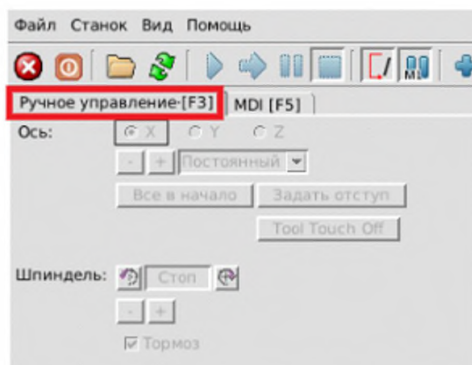 Файл Станок Вид Помощь
Ручное управление [F3] MDI [F5]
Ось: X Y Z
- + Постоянный
Все в начало Задать отступ
Tool Touch Off
Шпиндель: Стоп
- +
Тормоз